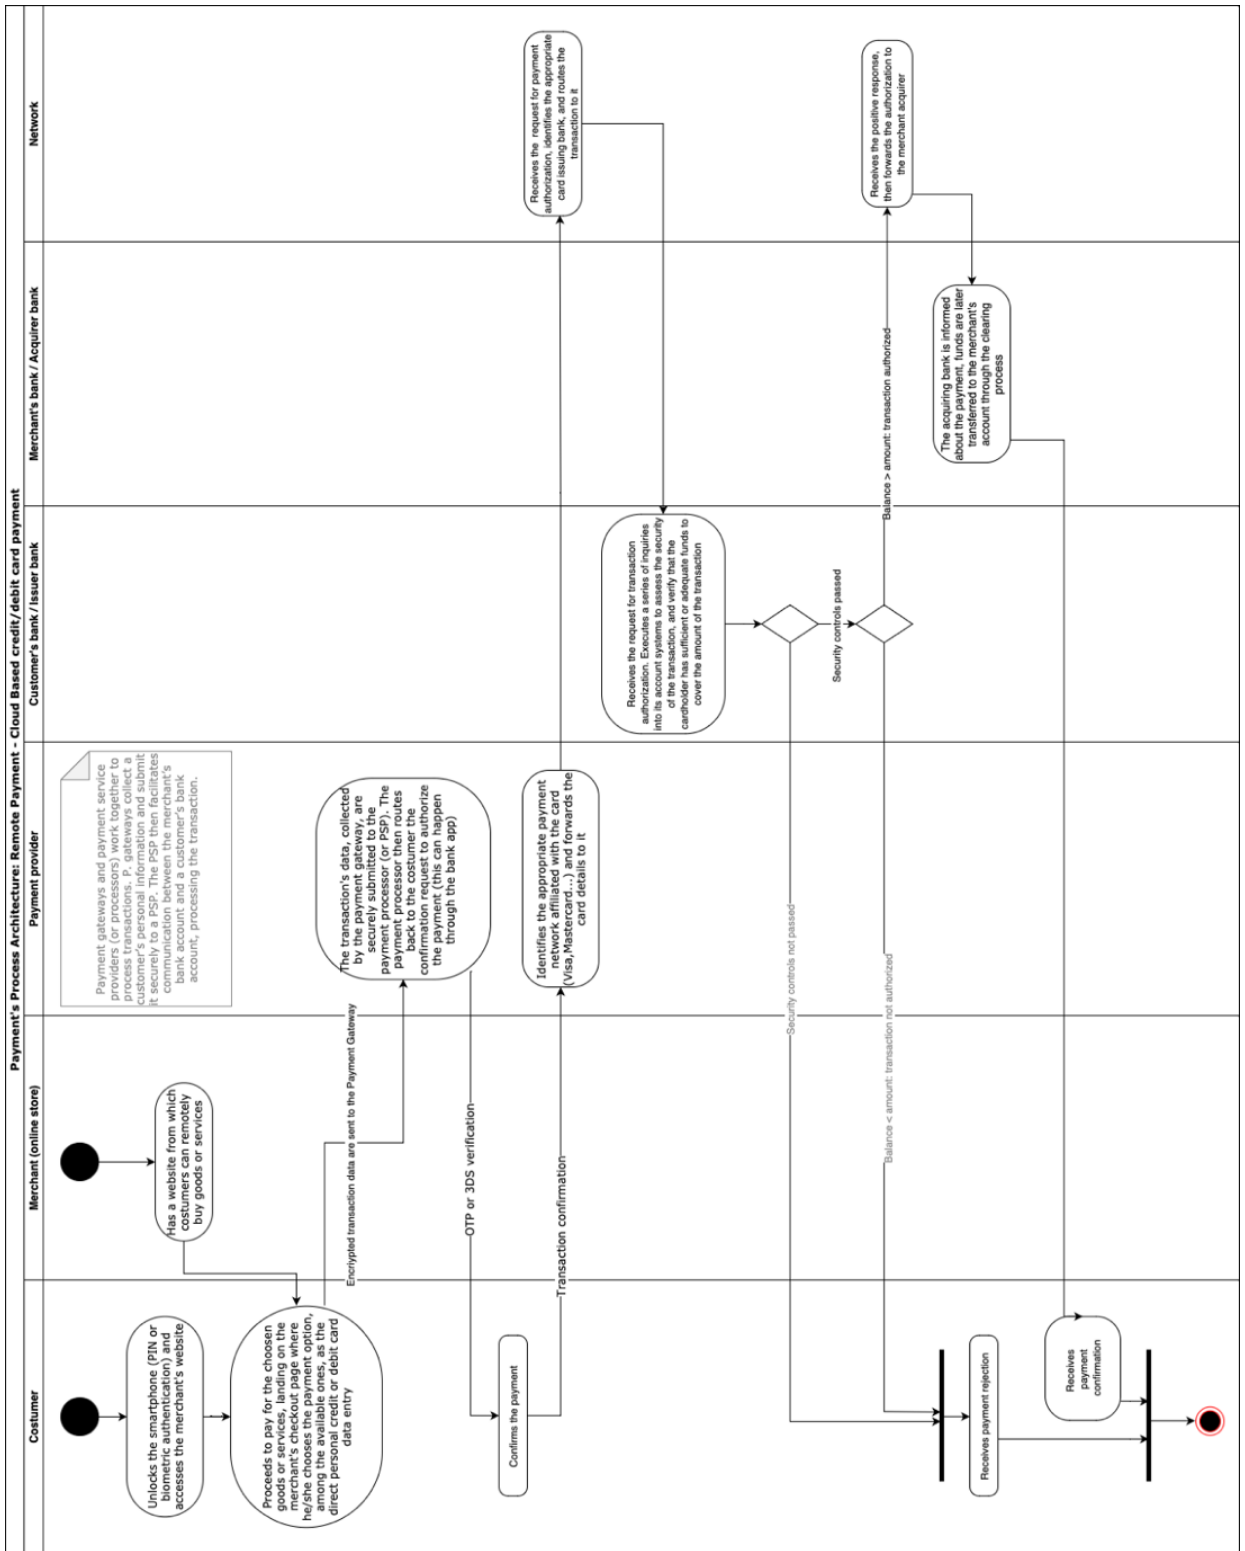 Payment's Process Architecture: Remote Payment - Cloud Based credit/debit card payment
Costumer
Merchant (online store)
Payment provider
Customer's bank / Issuer bank
Merchant's bank / Acquirer bank
Network
Payment gateways and payment service
providers (or processors) work together to
process transactions. P. gateways collect a
customer's personal information and submit
it securely to a PSP. The PSP then facilitates
communication between the merchant's
bank account and a customer's bank
account, processing the transaction.
Unlocks the smartphone (PIN or
biometric authentication) and
accesses the merchant's website
Has a website from which
costumers can remotely
buy goods or services
Proceeds to pay for the choosen
goods or services, landing on the
merchant's checkout page where
he/she chooses the payment option,
among the available ones, as the
direct personal credit or debit card
data entry
Encrypted transaction data are sent to the Payment Gateway
The transaction's data, collected
by the payment gateway, are
securely submitted to the
payment processor (or PSP). The
payment processor then routes
back to the costumer the
confirmation request to authorize
the payment (this can happen
through the bank app)
OTP or 3DS verification
Confirms the payment
Transaction confirmation
Identifies the appropriate payment
network affiliated with the card
(Visa,Mastercard...) and forwards the
card details to it
Receives the request for payment
authorization, identifies the appropriate
card issuing bank, and routes the
transaction to it
Receives the request for transaction
authorization. Executes a series of inquiries
into its account systems to assess the security
of the transaction, and verify that the
cardholder has sufficient or adequate funds to
cover the amount of the transaction
Security controls not passed
Security controls passed
Balance < amount: transaction not authorized
Balance > amount: transaction authorized
Receives the positive response,
then forwards the authorization to
the merchant acquirer
The acquiring bank is informed
about the payment, funds are later
transferred to the merchant's
account through the clearing
process
Receives payment rejection
Receives
payment
confirmation